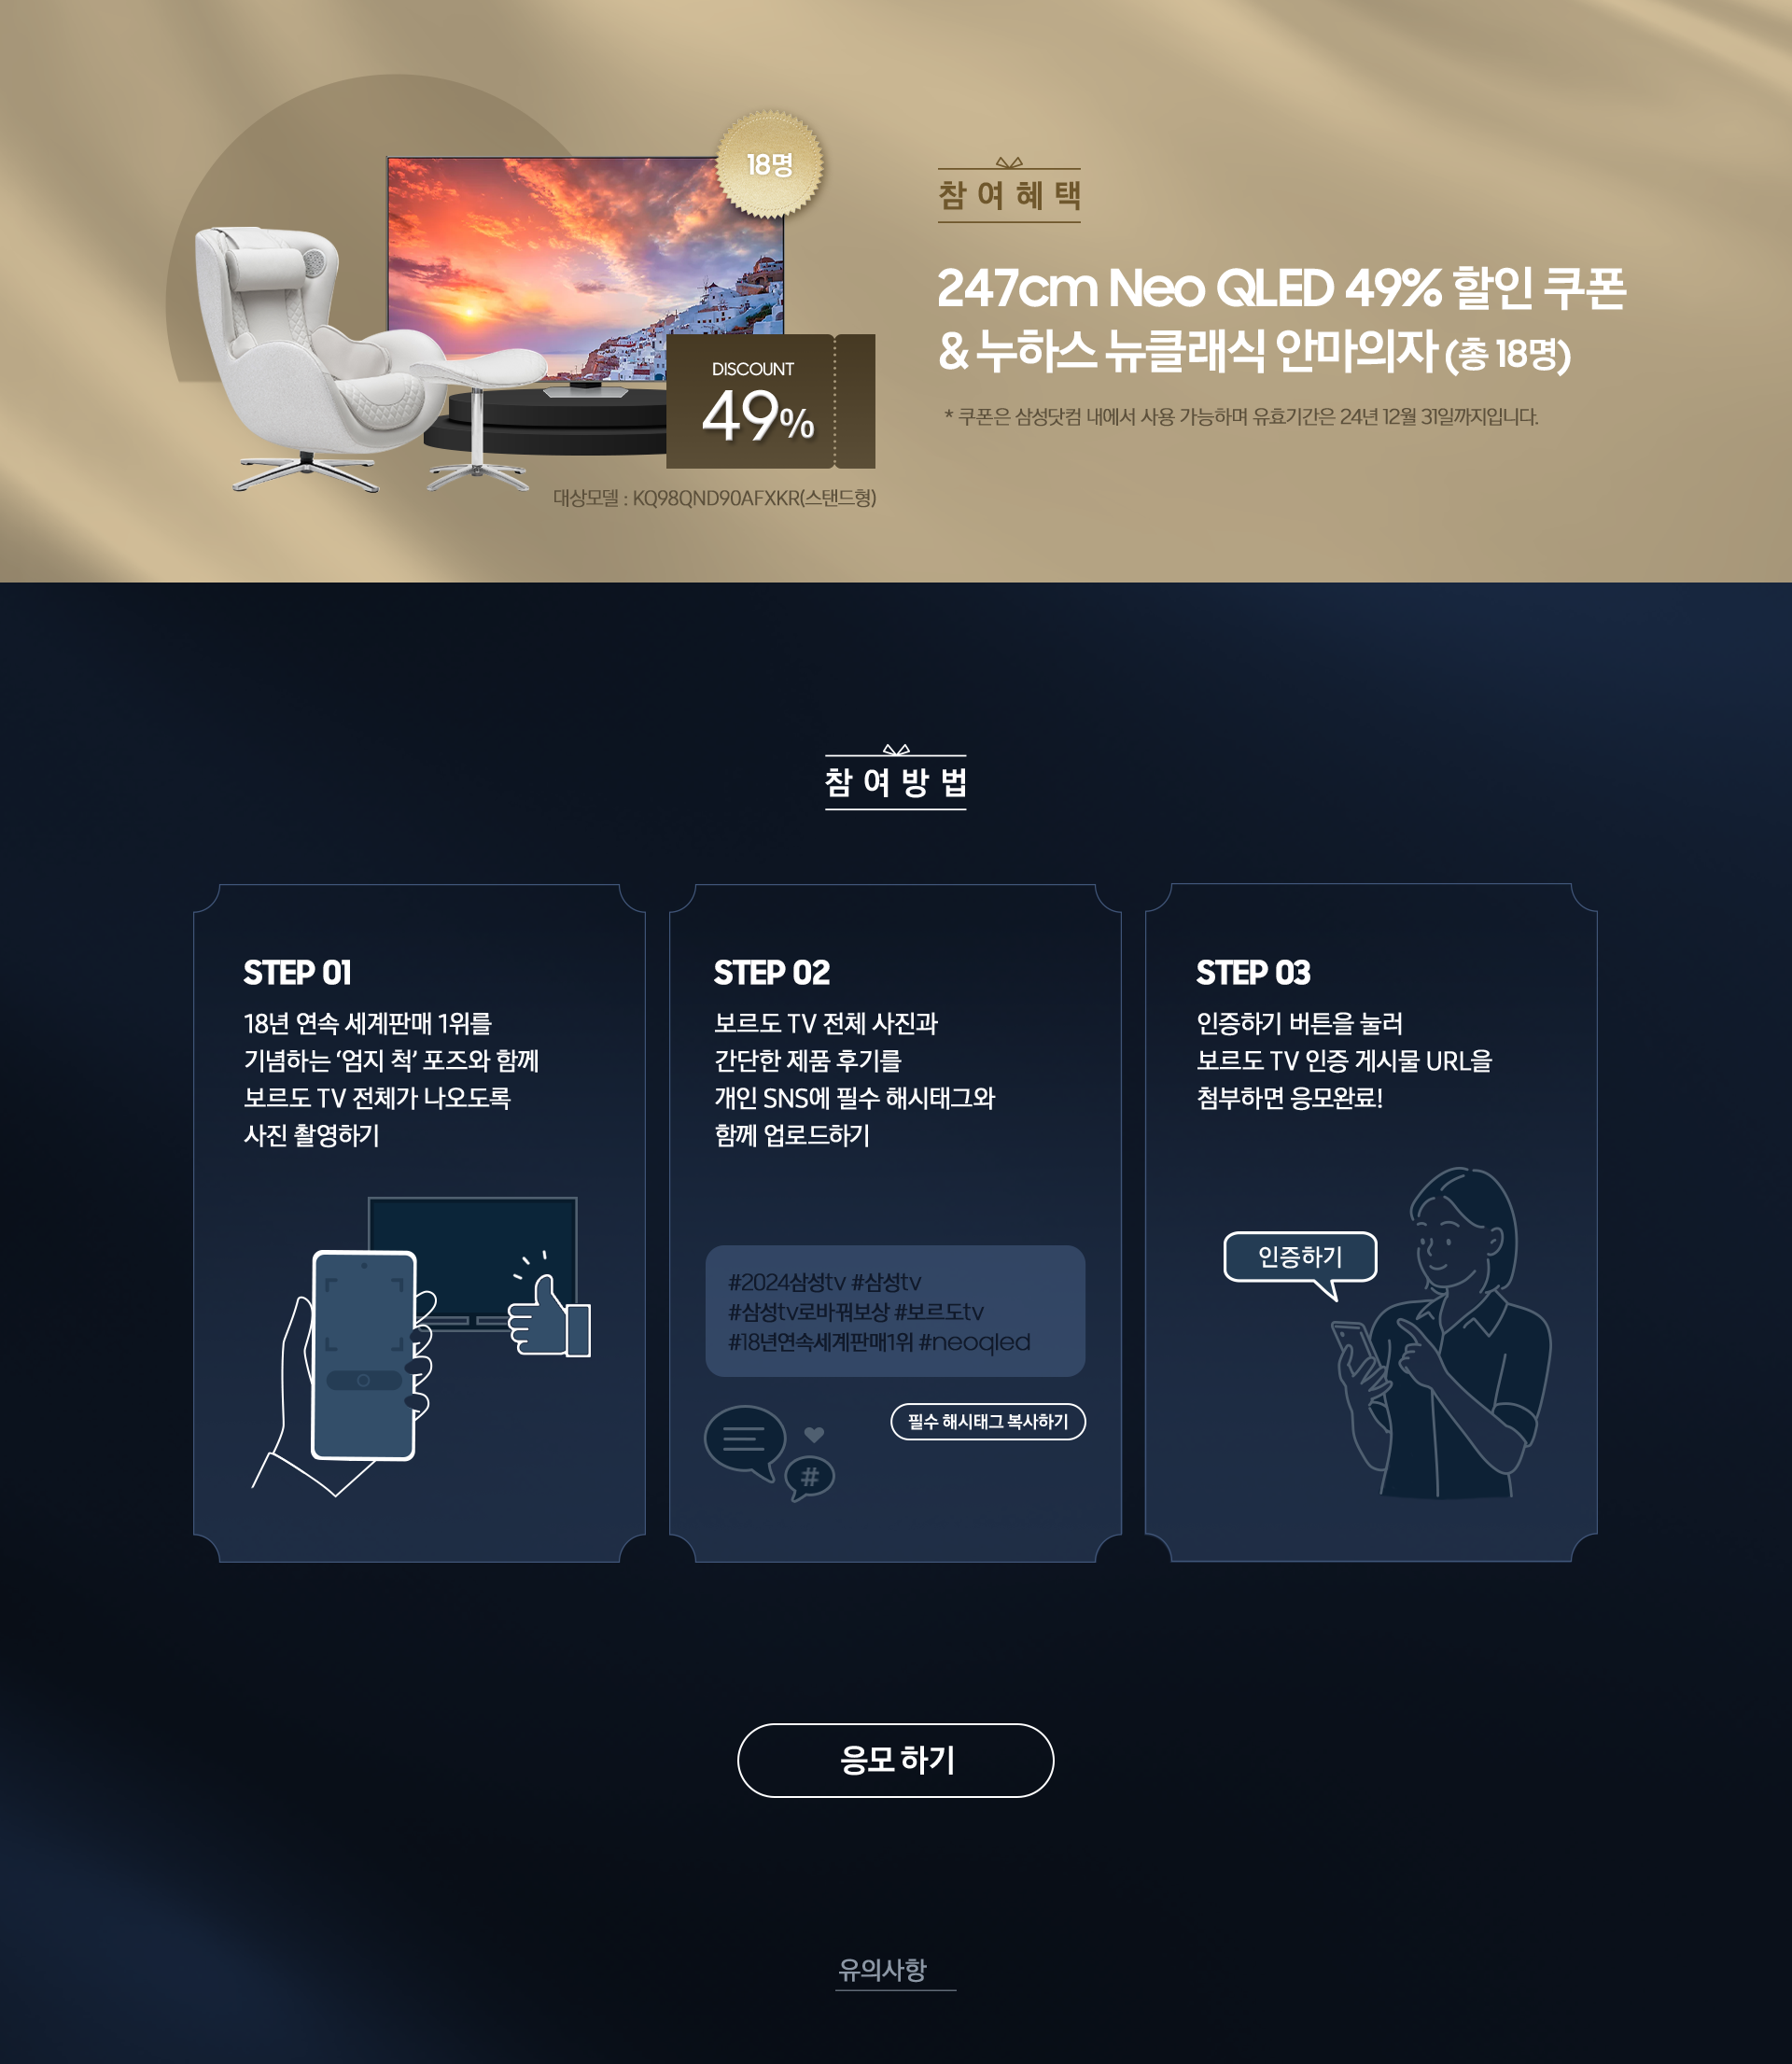 18명
DISCOUNT
49%
대상모델 : KQ98QND90AFXKR(스탠드형)
참여혜택
247cm Neo QLED 49% 할인 쿠폰
& 누하스 뉴클래식 안마의자 (총 18명)
* 쿠폰은 삼성닷컴 내에서 사용 가능하며 유효기간은 24년 12월 31일까지입니다.
참여방법
STEP 01
18년 연속 세계판매 1위를
기념하는 ‘엄지 척’ 포즈와 함께
보르도 TV 전체가 나오도록
사진 촬영하기
STEP 02
보르도 TV 전체 사진과
간단한 제품 후기를
개인 SNS에 필수 해시태그와
함께 업로드하기
#2024삼성tv #삼성tv
#삼성tv로바꿔보상 #보르도tv
#18년연속세계판매1위 #neoqled
필수 해시태그 복사하기
#
STEP 03
인증하기 버튼을 눌러
보르도 TV 인증 게시물 URL을
첨부하면 응모완료!
인증하기
응모 하기
유의사항